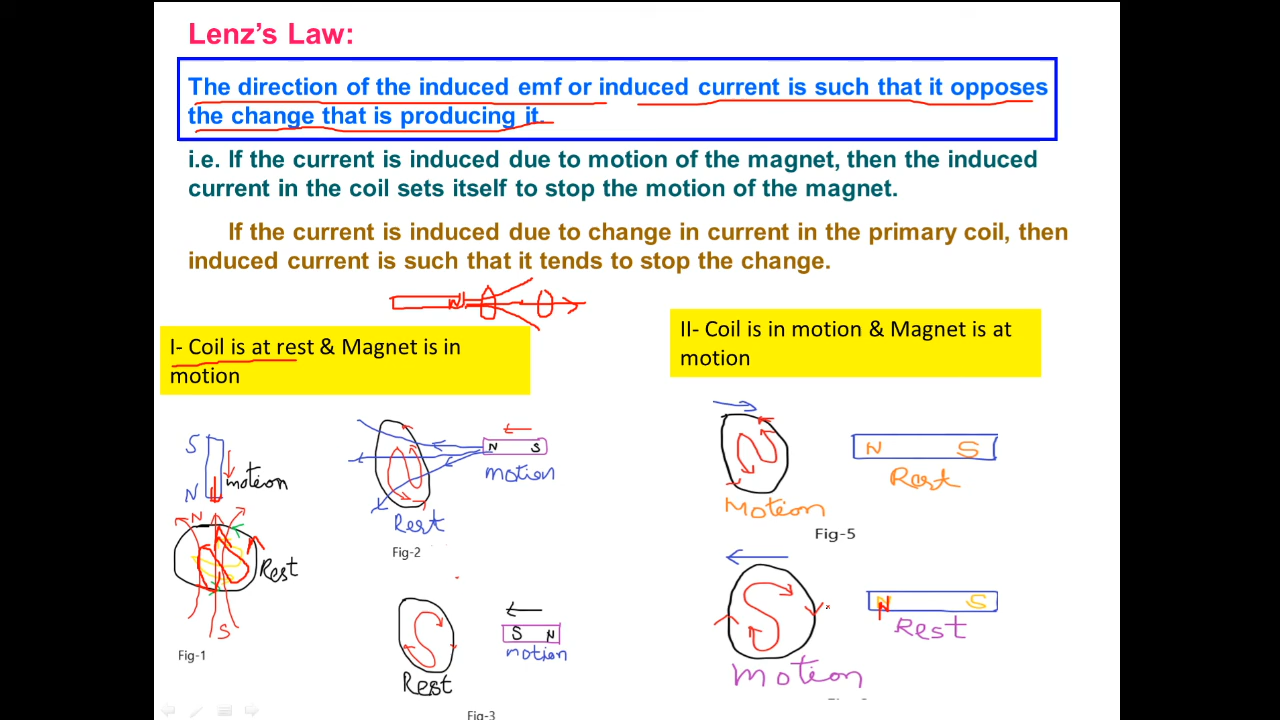 Lenz's Law:
The direction of the induced emf or induced current is such that it opposes
the change that is producing it.
i.e. If the current is induced due to motion of the magnet, then the induced
current in the coil sets itself to stop the motion of the magnet.
If the current is induced due to change in current in the primary coil, then
induced current is such that it tends to stop the change.
N
I- Coil is at rest & Magnet is in
motion
II- Coil is in motion & Magnet is at
motion
S
N
motion
N
Rest
S
Fig-1
N
N S
motion
Rest
Fig-2
S
S N
motion
Rest
Fig-3
N
N S
Motion
Rest
Fig-5
S
N S
Rest
Motion